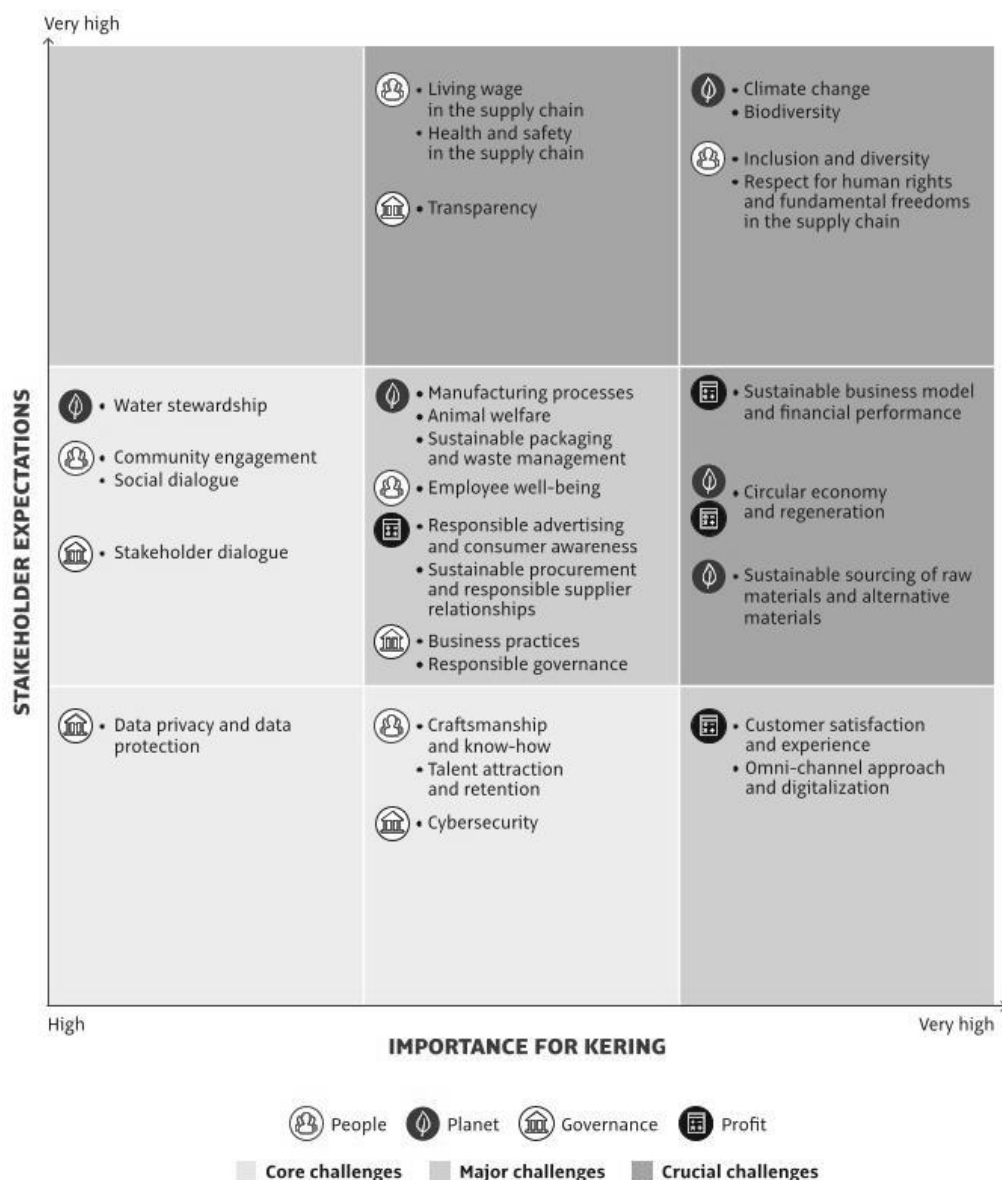 Very high
• Living wage
in the supply chain
• Health and safety
in the supply chain
• Transparency
• Climate change
• Biodiversity
• Inclusion and diversity
• Respect for human rights
and fundamental freedoms
in the supply chain
STAKEHOLDER EXPECTATIONS
• Water stewardship
• Community engagement
• Social dialogue
• Stakeholder dialogue
• Manufacturing processes
• Animal welfare
• Sustainable packaging
and waste management
• Employee well-being
• Responsible advertising
and consumer awareness
• Sustainable procurement
and responsible supplier
relationships
• Business practices
• Responsible governance
• Sustainable business model
and financial performance
• Circular economy
and regeneration
• Sustainable sourcing of raw
materials and alternative
materials
• Data privacy and data
protection
• Craftsmanship
and know-how
• Talent attraction
and retention
• Cybersecurity
• Customer satisfaction
and experience
• Omni-channel approach
and digitalization
High
Very high
IMPORTANCE FOR KERING
People Planet Governance Profit
Core challenges Major challenges Crucial challenges